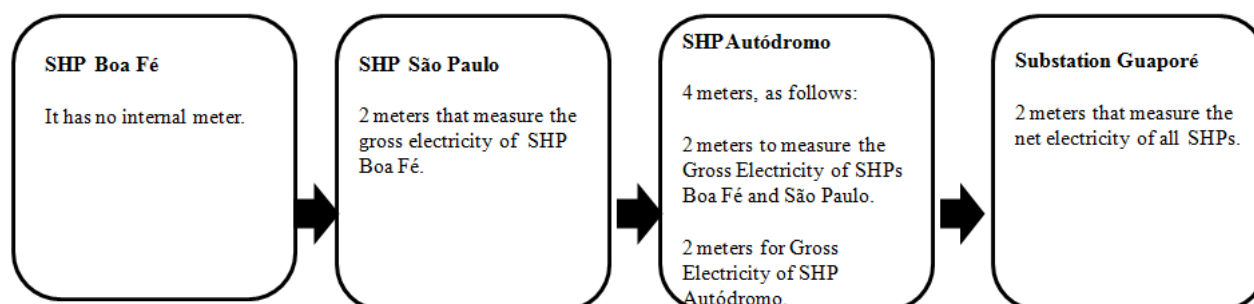 SHP Boa Fé
It has no internal meter.
SHP São Paulo
2 meters that measure the
gross electricity of SHP
Boa Fé.
SHP Autódromo
4 meters, as follows:
2 meters to measure the
Gross Electricity of SHPs
Boa Fé and São Paulo.
2 meters for Gross
Electricity of SHP
Autódromo.
Substation Guaporé
2 meters that measure the
net electricity of all SHPs.